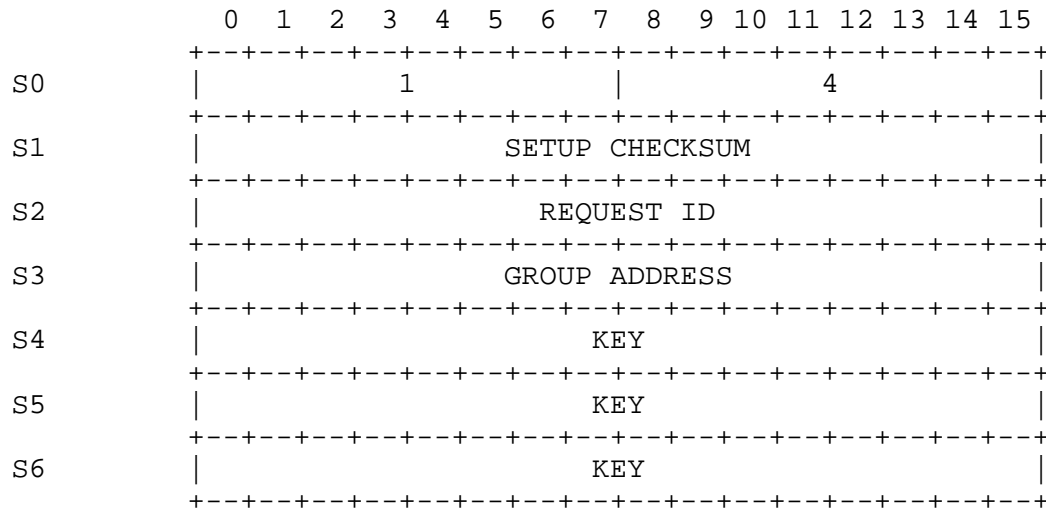 0 1 2 3 4 5 6 7 8 9 10 11 12 13 14 15
+--+--+--+--+--+--+--+--+--+--+--+--+--+--+--+--+
S0 | 1 | 4 |
+--+--+--+--+--+--+--+--+--+--+--+--+--+--+--+--+
S1 | SETUP CHECKSUM |
+--+--+--+--+--+--+--+--+--+--+--+--+--+--+--+--+
S2 | REQUEST ID |
+--+--+--+--+--+--+--+--+--+--+--+--+--+--+--+--+
S3 | GROUP ADDRESS |
+--+--+--+--+--+--+--+--+--+--+--+--+--+--+--+--+
S4 | KEY |
+--+--+--+--+--+--+--+--+--+--+--+--+--+--+--+--+
S5 | KEY |
+--+--+--+--+--+--+--+--+--+--+--+--+--+--+--+--+
S6 | KEY |
+--+--+--+--+--+--+--+--+--+--+--+--+--+--+--+--+